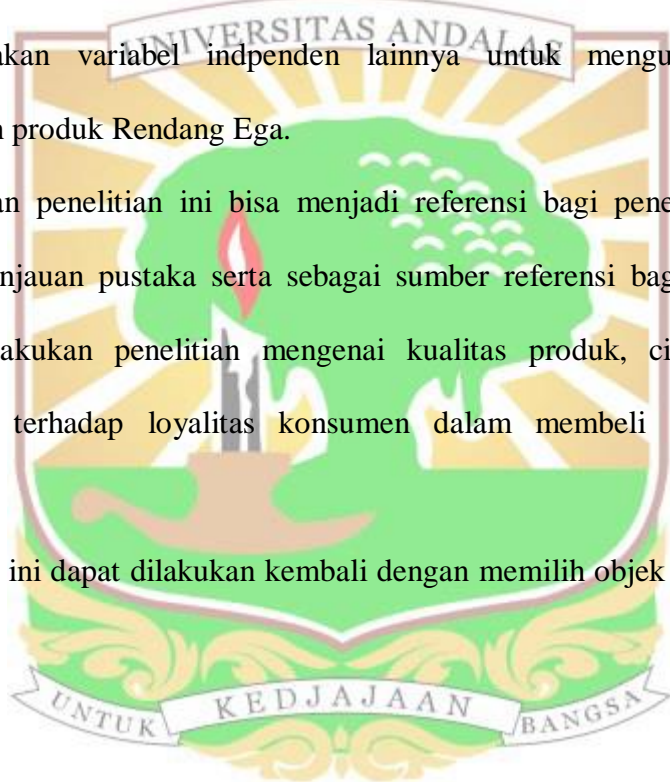 UNIVERSITAS ANDALAS
akan variabel indpenden lainnya untuk mengu
n produk Rendang Ega.
an penelitian ini bisa menjadi referensi bagi pene
njauan pustaka serta sebagai sumber referensi bag
akukan penelitian mengenai kualitas produk, ci
terhadap loyalitas konsumen dalam membeli
ini dapat dilakukan kembali dengan memilih objek
UNTUK KEDJAJAAN BANGSA